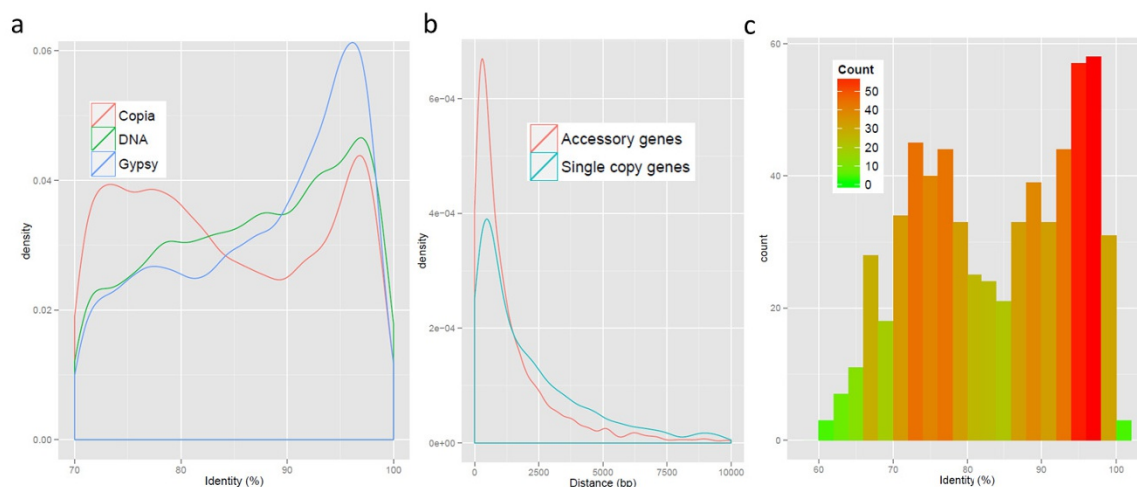 a
0.06
0.04
0.02
0.00
density
Copia
DNA
Gypsy
70
80
90
100
Identity (%)
b
6e−04
4e−04
2e−04
0e+00
density
Accessory genes
Single copy genes
0
2500
5000
7500
10000
Distance (bp)
c
60
40
20
0
count
Count
50
40
30
20
10
0
60
70
80
90
100
Identity (%)